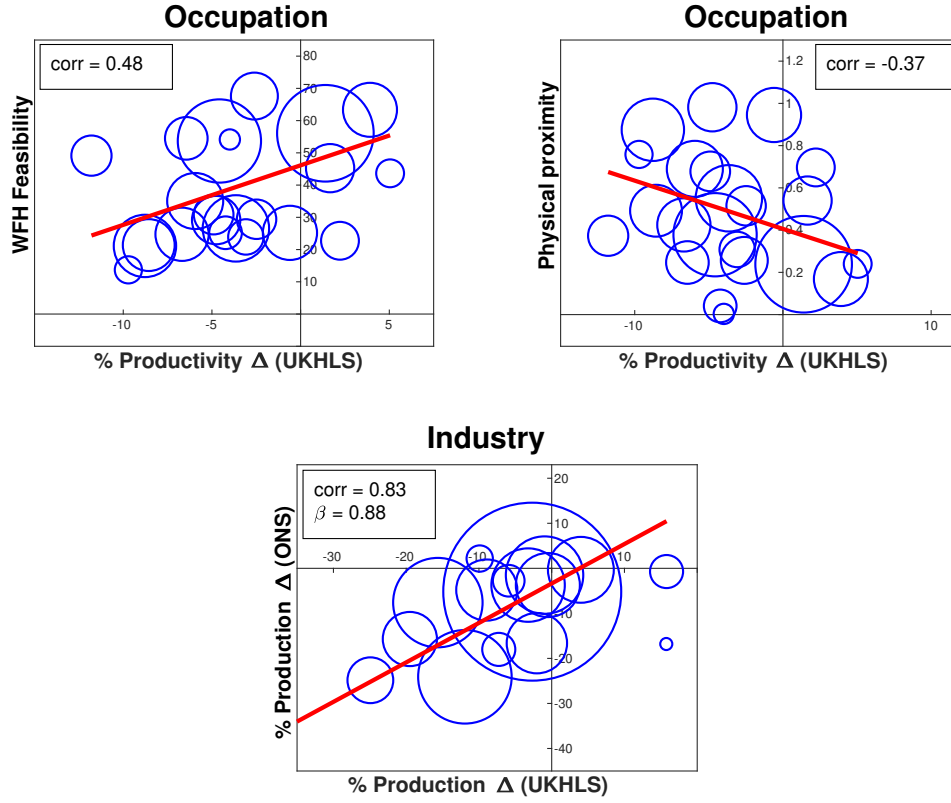 Occupation
corr = 0.48
WFH Feasibility
80
70
60
50
40
30
20
10
-10
-5
5
% Productivity Δ (UKHLS)
Occupation
corr = -0.37
Physical proximity
1.2
1
0.8
0.6
0.4
0.2
-10
10
% Productivity Δ (UKHLS)
Industry
corr = 0.83
β = 0.88
% Production Δ (ONS)
20
10
-30
-20
-10
10
-10
-20
-30
-40
% Production Δ (UKHLS)